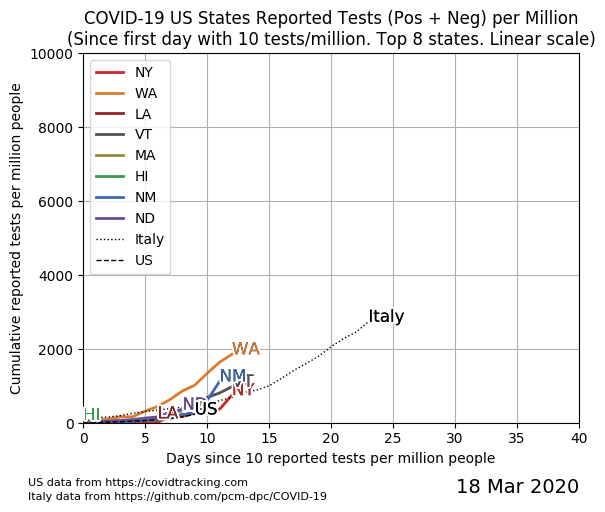 COVID-19 US States Reported Tests (Pos + Neg) per Million
(Since first day with 10 tests/million. Top 8 states. Linear scale)
Cumulative reported tests per million people
10000
8000
6000
4000
2000
0
NY
WA
LA
VT
MA
HI
NM
ND
Italy
US
Italy
WA
NM
VT
NY
ND
US
LA
HI
0 5 10 15 20 25 30 35 40
Days since 10 reported tests per million people
US data from https://covidtracking.com
Italy data from https://github.com/pcm-dpc/COVID-19
18 Mar 2020